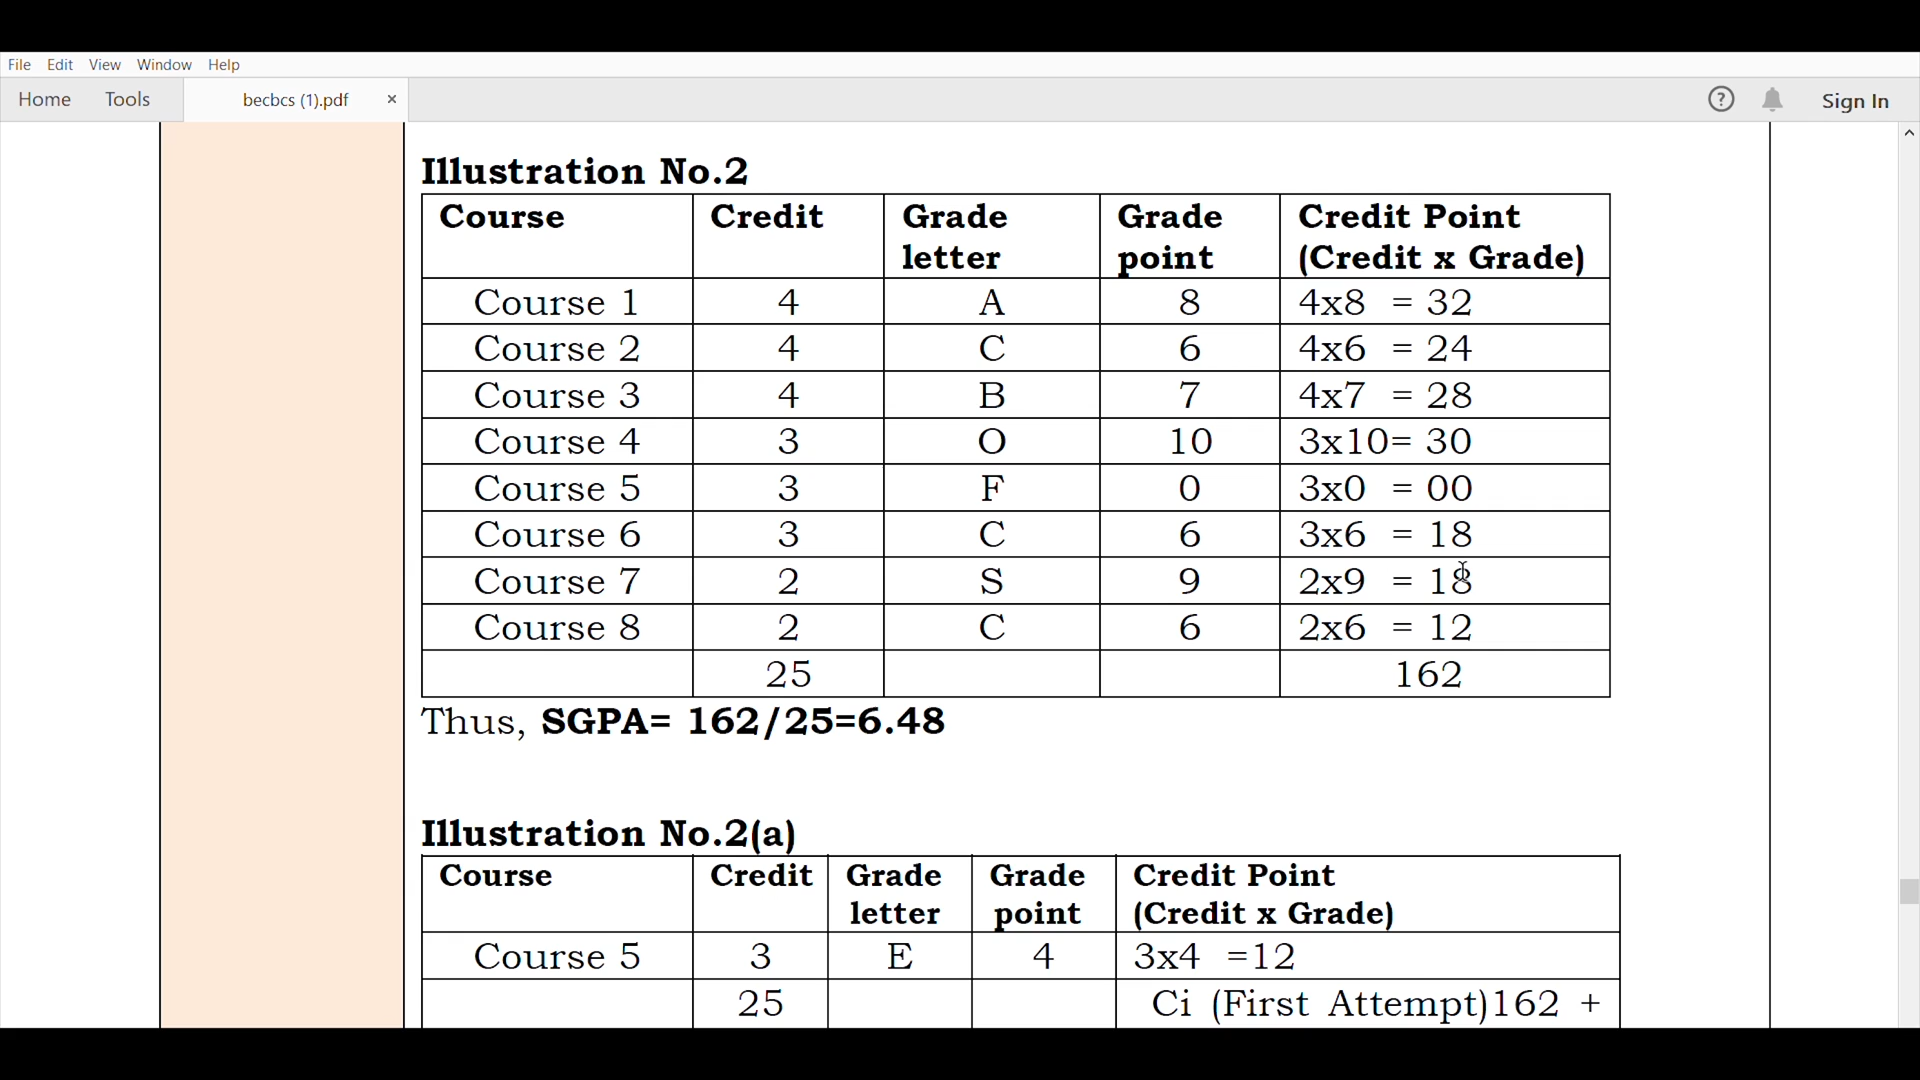 File Edit View Window Help
Home Tools becbcs (1).pdf × ? Sign In
Illustration No.2
Course Credit Grade letter Grade point Credit Point (Credit x Grade)
Course 1 4 A 8 4x8 = 32
Course 2 4 C 6 4x6 = 24
Course 3 4 B 7 4x7 = 28
Course 4 3 O 10 3x10= 30
Course 5 3 F 0 3x0 = 00
Course 6 3 C 6 3x6 = 18
Course 7 2 S 9 2x9 = 18
Course 8 2 C 6 2x6 = 12
25 162
Thus, SGPA= 162/25=6.48
Illustration No.2(a)
Course Credit Grade letter Grade point Credit Point (Credit x Grade)
Course 5 3 E 4 3x4 =12
25 Ci (First Attempt)162 +